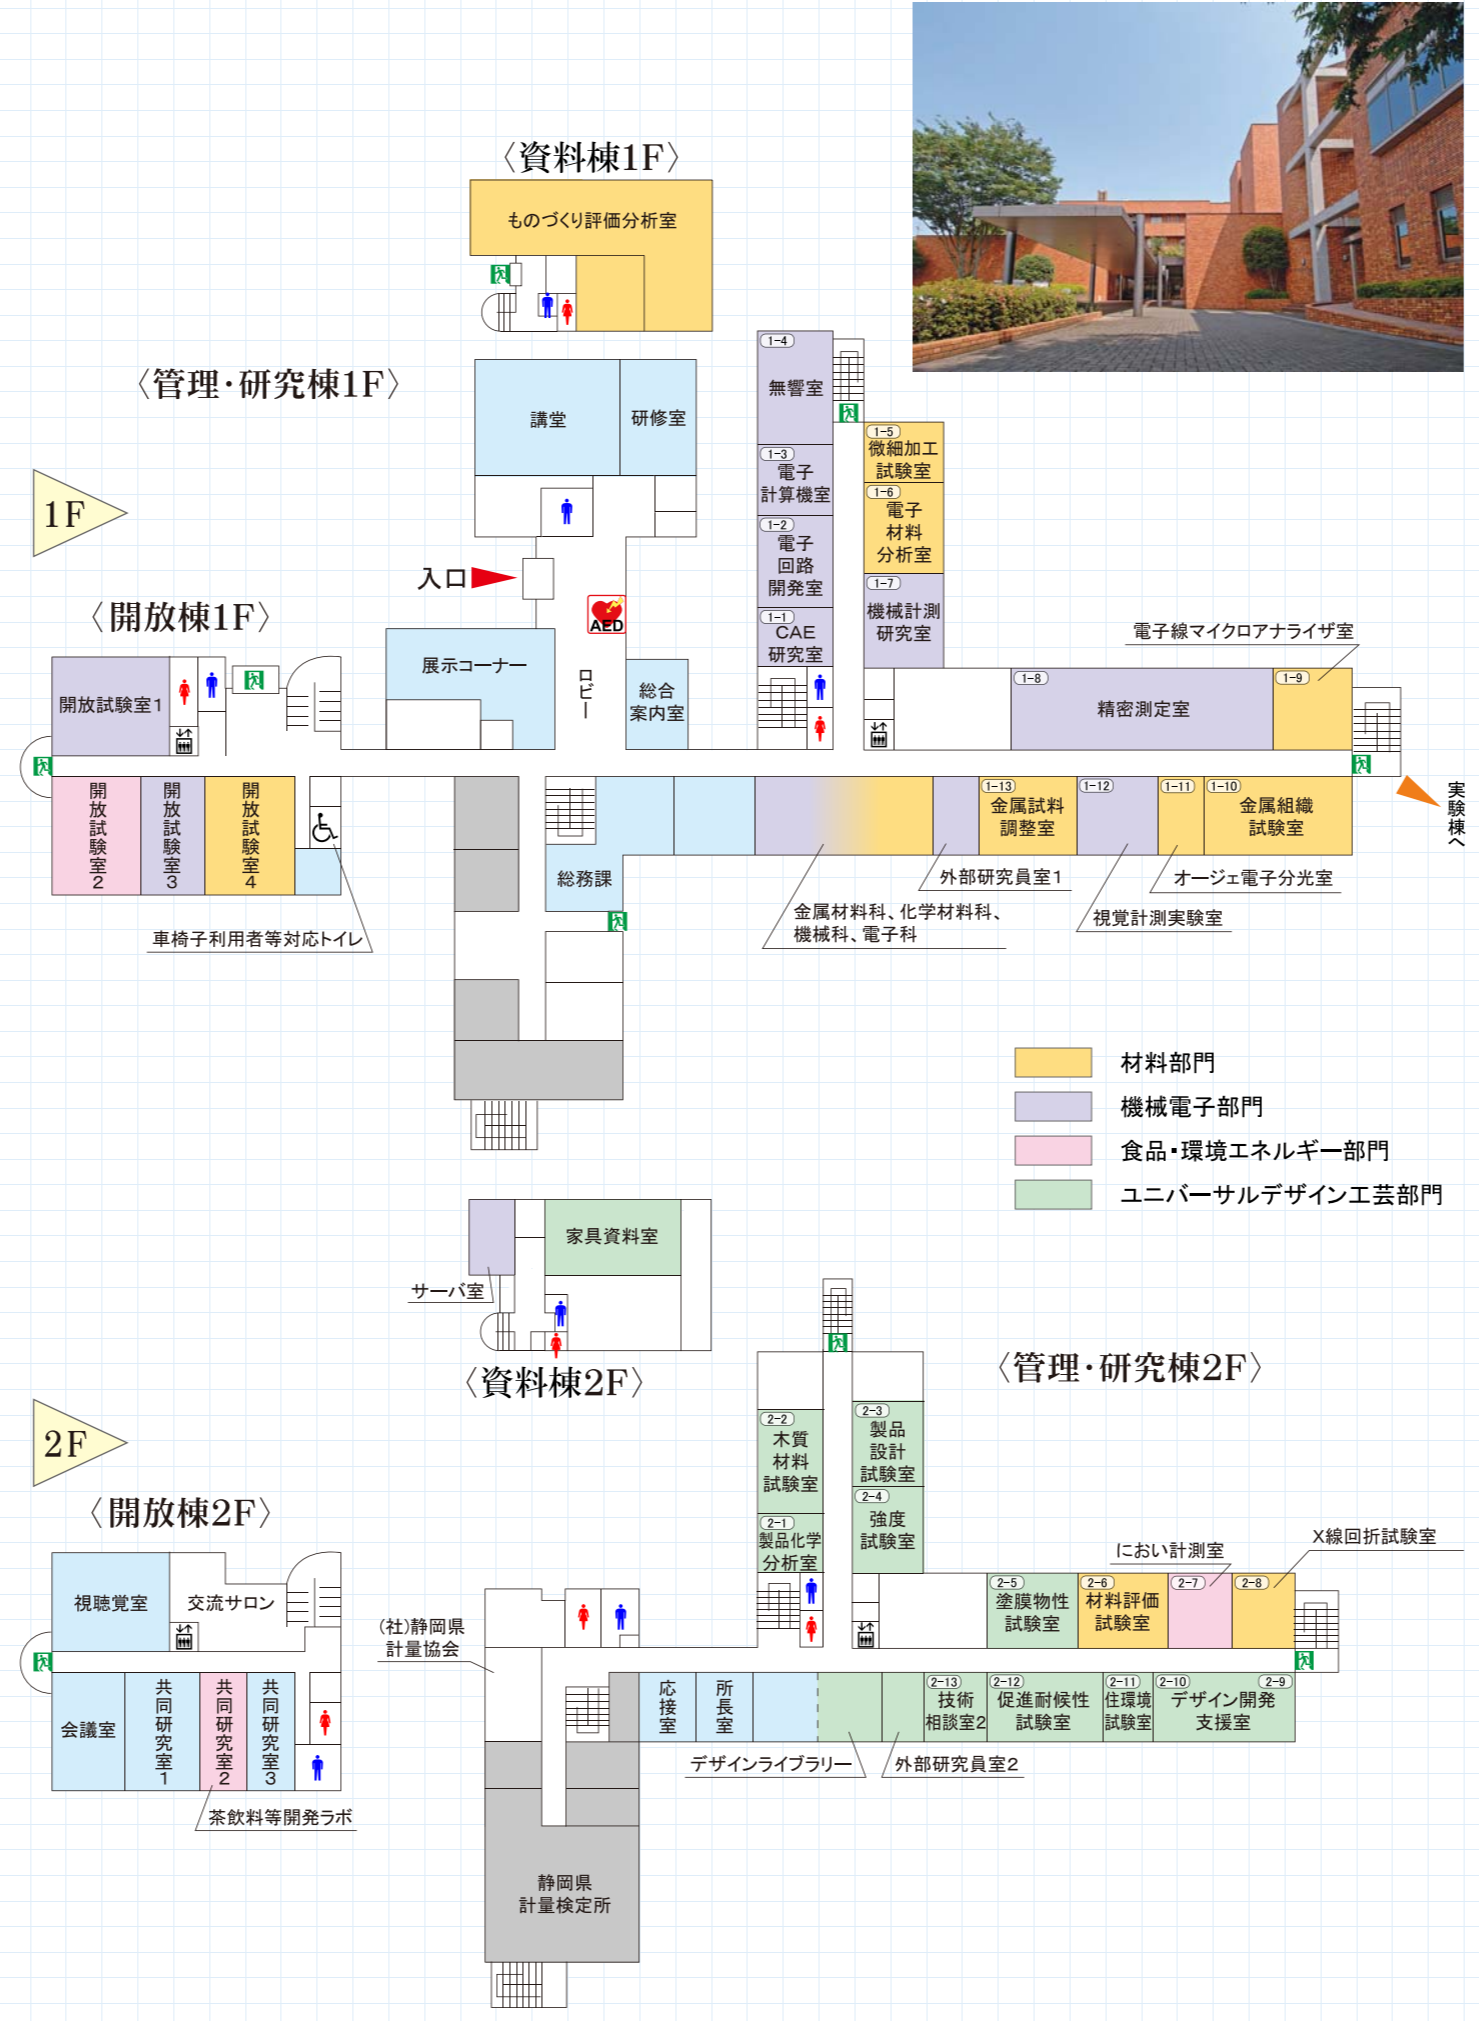 〈資料棟1F〉
ものづくり評価分析室
〈管理・研究棟1F〉
講堂
研修室
1F
入口
AED
ロビー
展示コーナー
総合
案内室
1-4
無響室
1-3
電子
計算機室
1-2
電子
回路
開発室
1-1
CAE
研究室
1-5
微細加工
試験室
1-6
電子
材料
分析室
1-7
機械計測
研究室
電子線マイクロアナライザ室
1-8
精密測定室
1-9
〈開放棟1F〉
開放試験室1
開放試験室2
開放試験室3
開放試験室4
車椅子利用者等対応トイレ
総務課
金属材料科、化学材料科、
機械科、電子科
外部研究員室1
1-13
金属試料
調整室
1-12
視覚計測実験室
1-11
オージェ電子分光室
1-10
金属組織
試験室
実験棟へ
材料部門
機械電子部門
食品・環境エネルギー部門
ユニバーサルデザイン工芸部門
家具資料室
サーバ室
〈資料棟2F〉
〈管理・研究棟2F〉
2F
〈開放棟2F〉
視聴覚室
交流サロン
会議室
共同研究室1
共同研究室2
共同研究室3
茶飲料等開発ラボ
(社)静岡県
計量協会
2-2
木質
材料
試験室
2-1
製品化学
分析室
2-3
製品
設計
試験室
2-4
強度
試験室
におい計測室
X線回折試験室
2-5
塗膜物性
試験室
2-6
材料評価
試験室
2-7
2-8
応接室
所長室
デザインライブラリー
外部研究員室2
2-13
技術
相談室2
2-12
促進耐候性
試験室
2-11
住環境
試験室
2-10
2-9
デザイン開発
支援室
静岡県
計量検定所